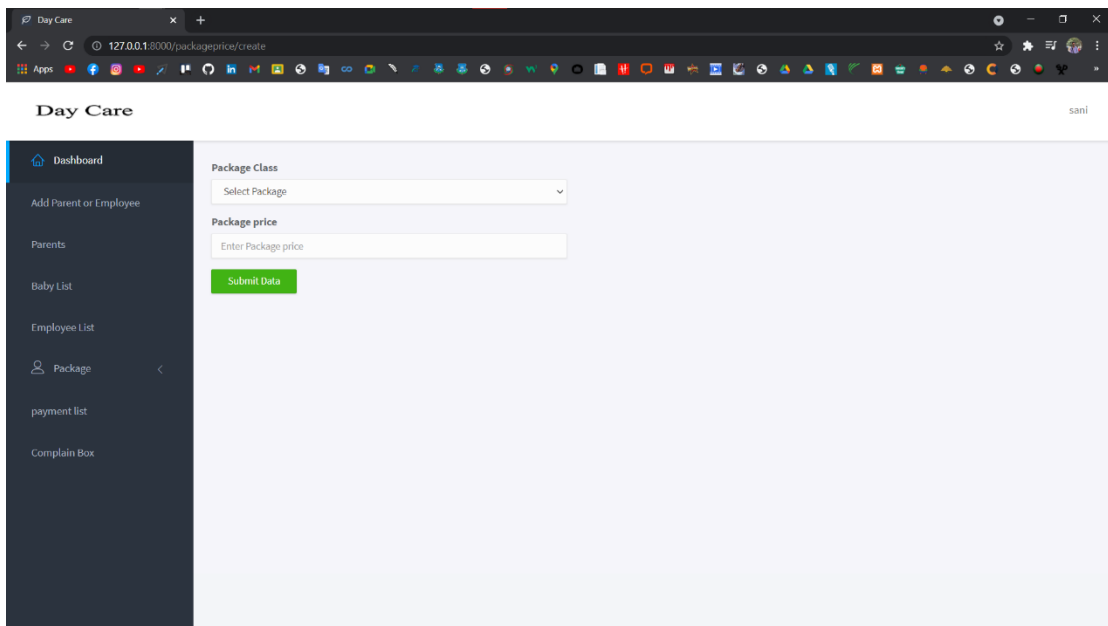 Day Care
127.0.0.1:8000/packageprice/create
Apps
Day Care
sani
Dashboard
Add Parent or Employee
Parents
Baby List
Employee List
Package
payment list
Complain Box
Package Class
Select Package
Package price
Enter Package price
Submit Data